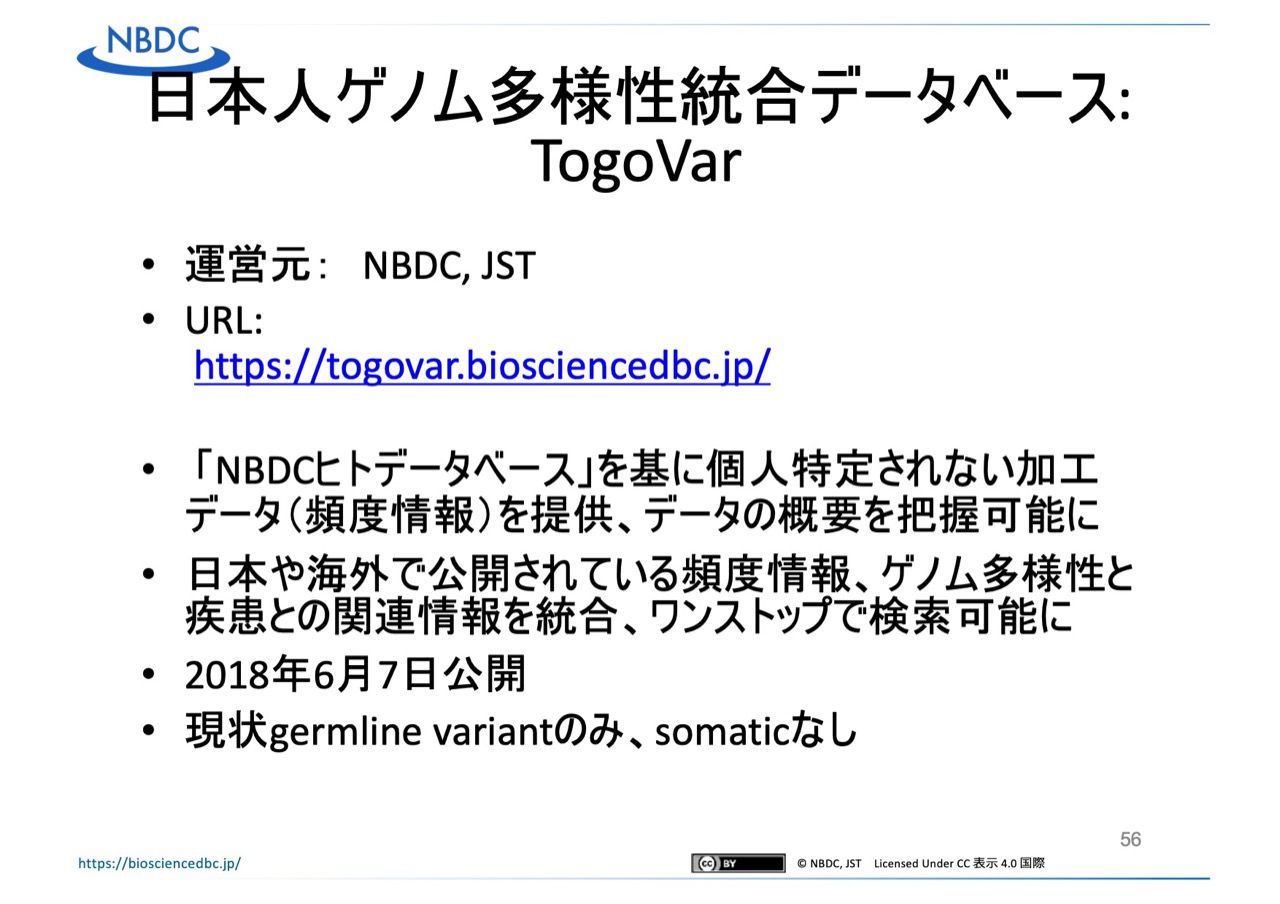 NBDC
日本人ゲノム多様性統合データベース:
TogoVar
• 運営元： NBDC, JST
• URL:
https://togovar.biosciencedbc.jp/
• 「NBDCヒトデータベース」を基に個人特定されない加工
データ（頻度情報）を提供、データの概要を把握可能に
• 日本や海外で公開されている頻度情報、ゲノム多様性と
疾患との関連情報を統合、ワンストップで検索可能に
• 2018年6月7日公開
• 現状germline variantのみ、somaticなし
56
https://biosciencedbc.jp/
cc BY
© NBDC, JST Licensed Under CC 表示 4.0 国際